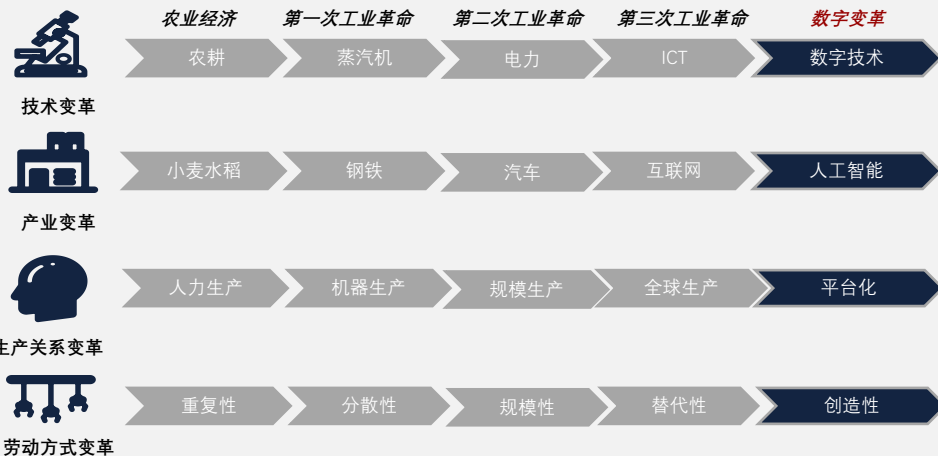 农业经济 第一次工业革命 第二次工业革命 第三次工业革命 数字变革
农耕 蒸汽机 电力 ICT 数字技术
技术变革
小麦水稻 钢铁 汽车 互联网 人工智能
产业变革
人力生产 机器生产 规模生产 全球生产 平台化
生产关系变革
重复性 分散性 规模性 替代性 创造性
劳动方式变革